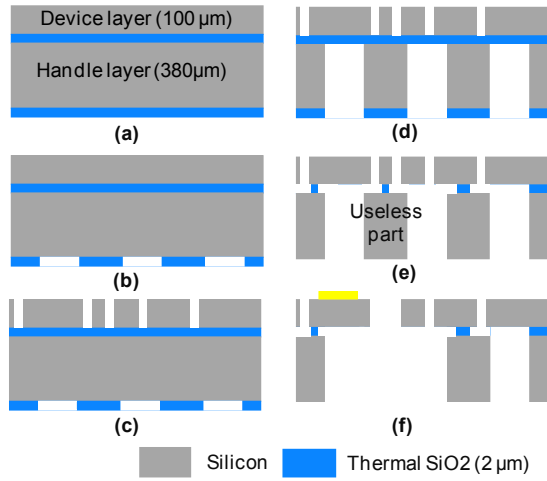 Device layer (100 µm)
Handle layer (380µm)
(a)
(b)
(c)
(d)
Useless
part
(e)
(f)
Silicon
Thermal SiO2 (2 µm)